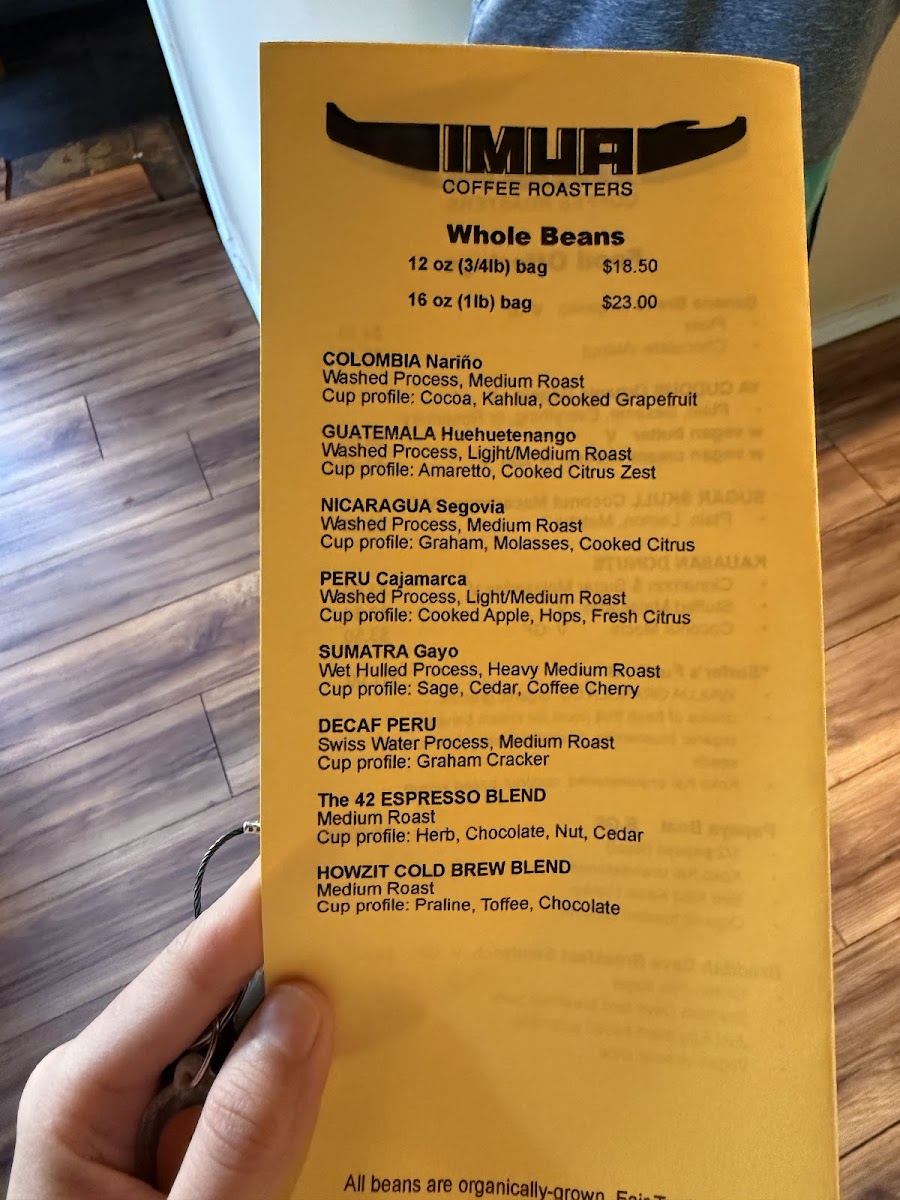 IMUA
COFFEE ROASTERS
Whole Beans
12 oz (3/4lb) bag $18.50
16 oz (1lb) bag $23.00
COLOMBIA Nariño
Washed Process, Medium Roast
Cup profile: Cocoa, Kahlua, Cooked Grapefruit
GUATEMALA Huehuetenango
Washed Process, Ligjht/Medium Roast
Cup profile: Amaretto, Cooked Citrus Zest
NICARAGUA Segovia
Washed Process, Medium Roast
Cup profile: Graham, Molasses, Cooked Citrus
PERU Cajamarca
Washed Process, Light/Medium Roast
Cup profile: Cooked Apple, Hops, Fresh Citrus
SUMATRA Gayo
Wet Hulled Process, Heavy Medium Roast
Cup profile: Sage, Cedar, Coffee Cherry
DECAF PERU
Swiss Water Process, Medium Roast
Cup profile: Graham Cracker
The 42 ESPRESSO BLEND
Medium Roast
Cup profile: Herb, Chocolate, Nut, Cedar
HOWZIT COLD BREW BLEND
Medium Roast
Cup profile: Praline, Toffee, Chocolate
All beans are organically-grown, Fair